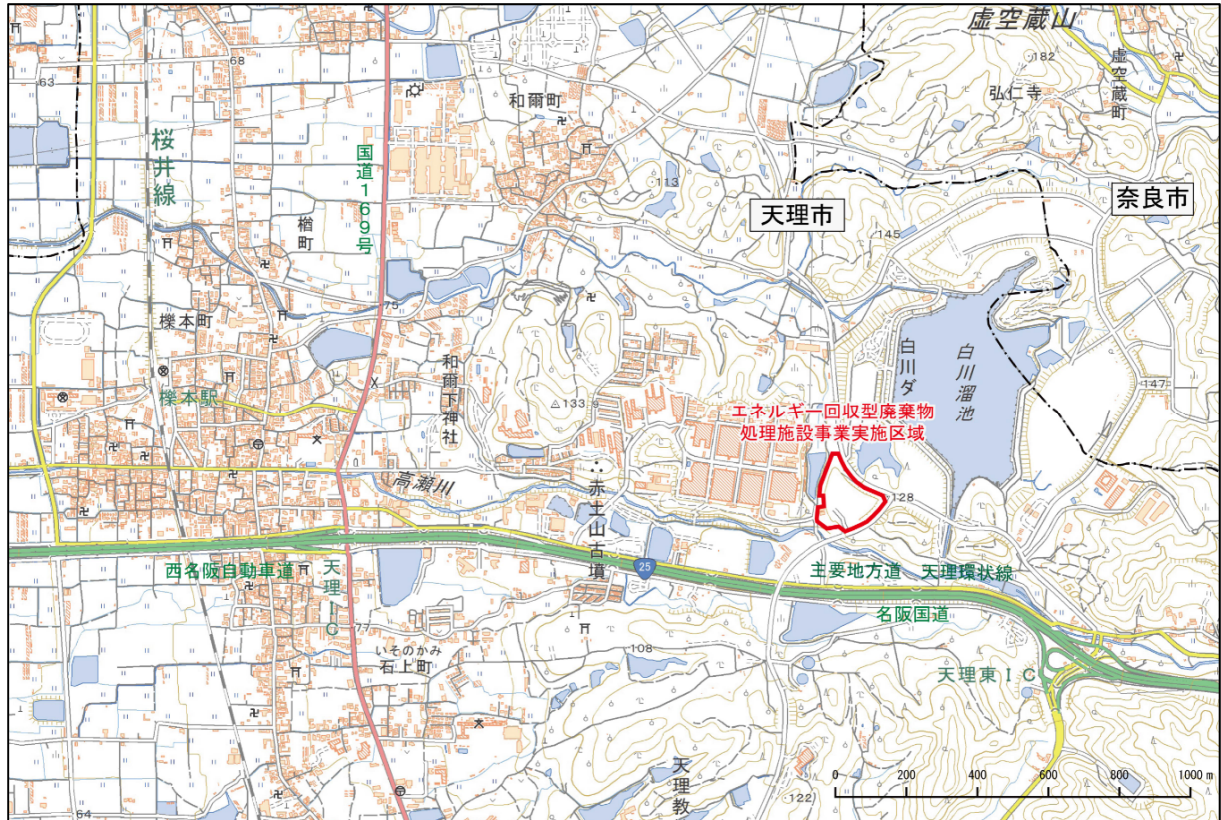 虚空蔵山
182
虚空蔵町
弘仁寺
68
63
和爾町
桜井線
国道169号
楢町
113
天理市
奈良市
145
75
櫟本町
和爾下神社
133.9
白川ダ
白川溜池
147
櫟本駅
エネルギー回収型廃棄物
処理施設事業実施区域
高瀬川
赤土山古墳
128
西名阪自動車道
天理IC
25
主要地方道 天理環状線
名阪国道
77
いそのかみ
石上町
108
天理東IC
天理教
122
64
0 200 400 600 800 1000 m